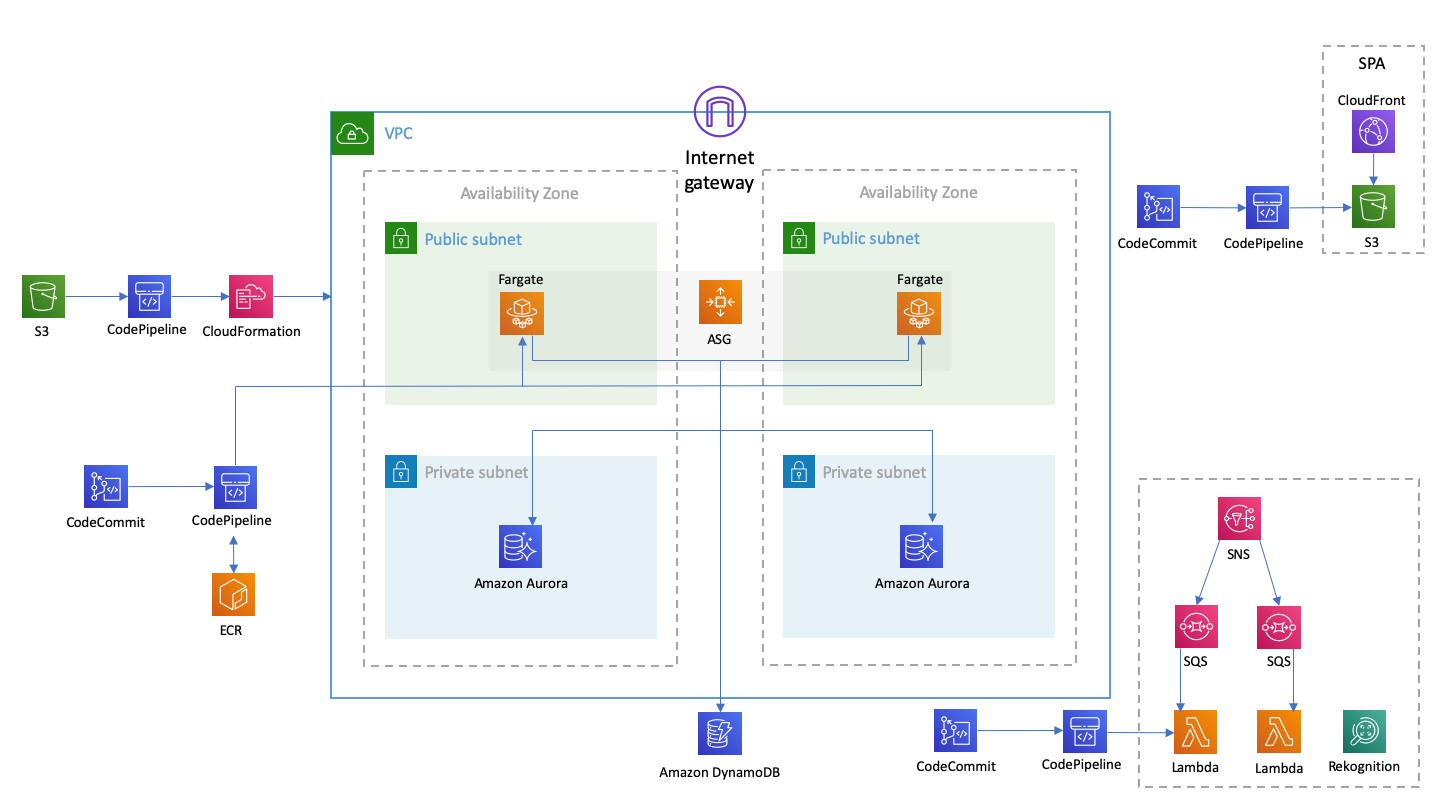 SPA
CloudFront
VPC
Internet
gateway
Availability Zone
Availability Zone
Public subnet
Public subnet
CodeCommit
CodePipeline
S3
Fargate
Fargate
S3
CodePipeline
CloudFormation
ASG
Private subnet
Private subnet
CodeCommit
CodePipeline
SNS
Amazon Aurora
Amazon Aurora
ECR
SQS
SQS
Amazon DynamoDB
CodeCommit
CodePipeline
Lambda
Lambda
Rekognition